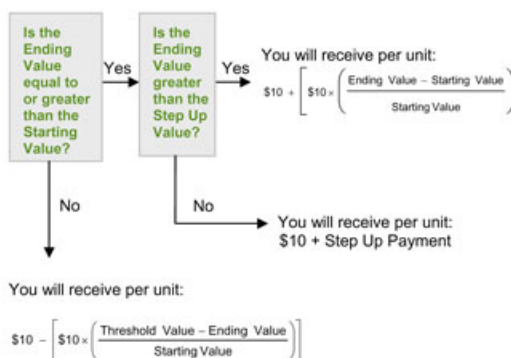 Is the
Ending
Value
equal to
or greater
than the
Starting
Value?
Yes
Is the
Ending
Value
greater
than the
Step Up
Value?
Yes
You will receive per unit:
$10 + [ $10 × ( Ending Value – Starting Value
Starting Value )
No
No
You will receive per unit:
$10 + Step Up Payment
You will receive per unit:
$10 – [ $10 × ( Threshold Value – Ending Value
Starting Value ) ]